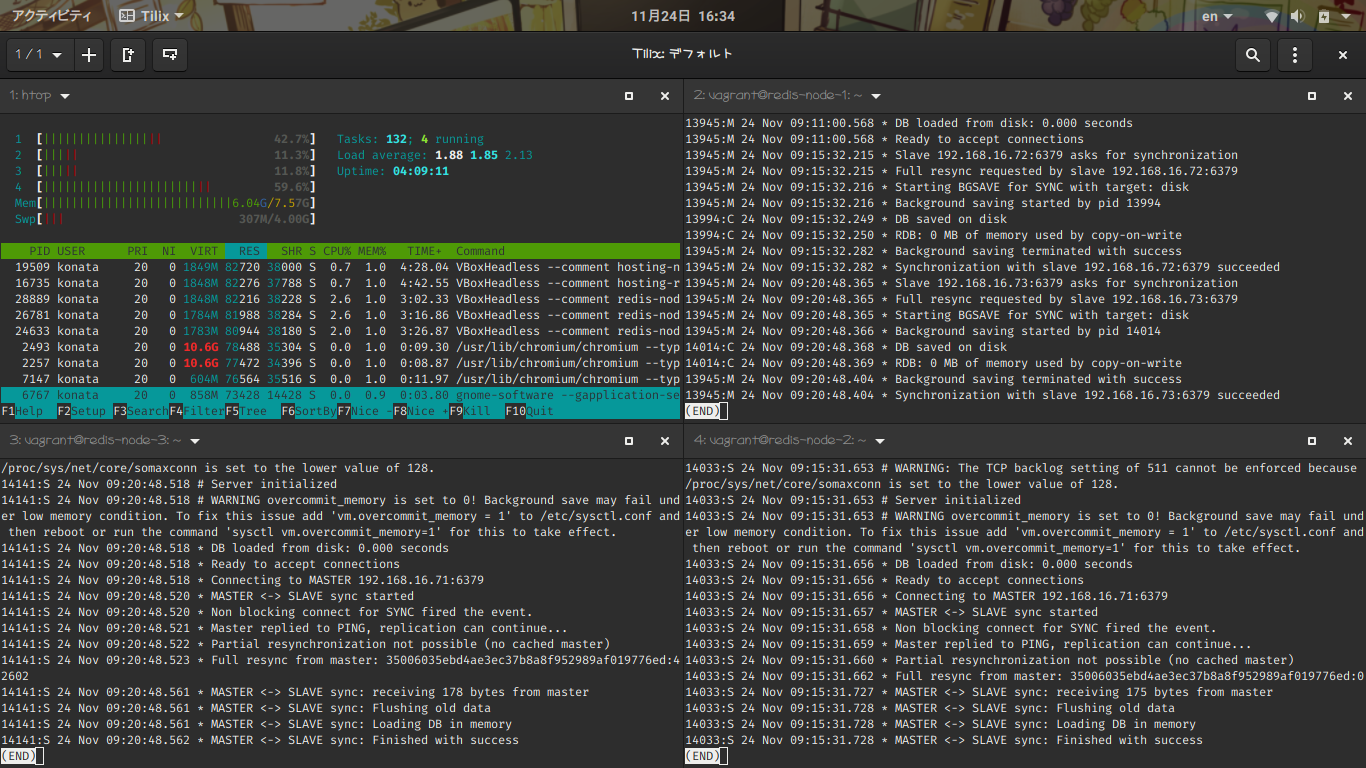 アクティビティ Tilix 11月24日 16:34 en
1 / 1 Tilix: デフォルト
1: htop
1 [||||||||||||||||| 42.7%] Tasks: 132; 4 running
2 [||||| 11.3%] Load average: 1.88 1.85 2.13
3 [||||| 11.8%] Uptime: 04:09:11
4 [|||||||||||||||||||||||| 59.6%]
Mem[|||||||||||||||||||||||||||6.04G/7.57G]
Swp[||| 307M/4.00G]
PID USER PRI NI VIRT RES SHR S CPU% MEM% TIME+ Command
19509 konata 20 0 1849M 82720 38000 S 0.7 1.0 4:28.04 VBoxHeadless --comment hosting-n
16735 konata 20 0 1848M 82276 37788 S 0.7 1.0 4:42.55 VBoxHeadless --comment hosting-r
28889 konata 20 0 1848M 82216 38228 S 2.6 1.0 3:02.33 VBoxHeadless --comment redis-nod
26781 konata 20 0 1784M 81988 38284 S 2.6 1.0 3:16.86 VBoxHeadless --comment redis-nod
24633 konata 20 0 1783M 80944 38180 S 2.0 1.0 3:26.87 VBoxHeadless --comment redis-nod
2493 konata 20 0 10.6G 78488 35304 S 0.0 1.0 0:09.30 /usr/lib/chromium/chromium --typ
2257 konata 20 0 10.6G 77472 34396 S 0.0 1.0 0:08.87 /usr/lib/chromium/chromium --typ
7147 konata 20 0 604M 76564 35516 S 0.0 1.0 0:11.97 /usr/lib/chromium/chromium --typ
6767 konata 20 0 858M 73428 14428 S 0.0 0.9 0:03.80 gnome-software --gapplication-se
F1Help F2Setup F3SearchF4FilterF5Tree F6SortByF7Nice -F8Nice +F9Kill F10Quit
2: vagrant@redis-node-1: ~
13945:M 24 Nov 09:11:00.568 * DB loaded from disk: 0.000 seconds
13945:M 24 Nov 09:11:00.568 * Ready to accept connections
13945:M 24 Nov 09:15:32.215 * Slave 192.168.16.72:6379 asks for synchronization
13945:M 24 Nov 09:15:32.216 * Full resync requested by slave 192.168.16.72:6379
13945:M 24 Nov 09:15:32.216 * Starting BGSAVE for SYNC with target: disk
13945:M 24 Nov 09:15:32.216 * Background saving started by pid 13994
13994:C 24 Nov 09:15:32.249 * DB saved on disk
13994:C 24 Nov 09:15:32.250 * RDB: 0 MB of memory used by copy-on-write
13945:M 24 Nov 09:15:32.282 * Background saving terminated with success
13945:M 24 Nov 09:15:32.282 * Synchronization with slave 192.168.16.72:6379 succeeded
13945:M 24 Nov 09:20:48.365 * Slave 192.168.16.73:6379 asks for synchronization
13945:M 24 Nov 09:20:48.365 * Full resync requested by slave 192.168.16.73:6379
13945:M 24 Nov 09:20:48.365 * Starting BGSAVE for SYNC with target: disk
13945:M 24 Nov 09:20:48.366 * Background saving started by pid 14014
14014:C 24 Nov 09:20:48.368 * DB saved on disk
14014:C 24 Nov 09:20:48.369 * RDB: 0 MB of memory used by copy-on-write
13945:M 24 Nov 09:20:48.404 * Background saving terminated with success
13945:M 24 Nov 09:20:48.404 * Synchronization with slave 192.168.16.73:6379 succeeded
(END)
3: vagrant@redis-node-3: ~
/proc/sys/net/core/somaxconn is set to the lower value of 128.
14141:S 24 Nov 09:20:48.518 # Server initialized
14141:S 24 Nov 09:20:48.518 # WARNING overcommit_memory is set to 0! Background save may fail und
er low memory condition. To fix this issue add 'vm.overcommit_memory = 1' to /etc/sysctl.conf and
then reboot or run the command 'sysctl vm.overcommit_memory=1' for this to take effect.
14141:S 24 Nov 09:20:48.518 * DB loaded from disk: 0.000 seconds
14141:S 24 Nov 09:20:48.518 * Ready to accept connections
14141:S 24 Nov 09:20:48.518 * Connecting to MASTER 192.168.16.71:6379
14141:S 24 Nov 09:20:48.520 * MASTER <-> SLAVE sync started
14141:S 24 Nov 09:20:48.520 * Non blocking connect for SYNC fired the event.
14141:S 24 Nov 09:20:48.521 * Master replied to PING, replication can continue...
14141:S 24 Nov 09:20:48.522 * Partial resynchronization not possible (no cached master)
14141:S 24 Nov 09:20:48.523 * Full resync from master: 35006035ebd4ae3ec37b8a8f952989af019776ed:4
2602
14141:S 24 Nov 09:20:48.561 * MASTER <-> SLAVE sync: receiving 178 bytes from master
14141:S 24 Nov 09:20:48.561 * MASTER <-> SLAVE sync: Flushing old data
14141:S 24 Nov 09:20:48.561 * MASTER <-> SLAVE sync: Loading DB in memory
14141:S 24 Nov 09:20:48.562 * MASTER <-> SLAVE sync: Finished with success
(END)
4: vagrant@redis-node-2: ~
14033:S 24 Nov 09:15:31.653 # WARNING: The TCP backlog setting of 511 cannot be enforced because
/proc/sys/net/core/somaxconn is set to the lower value of 128.
14033:S 24 Nov 09:15:31.653 # Server initialized
14033:S 24 Nov 09:15:31.653 # WARNING overcommit_memory is set to 0! Background save may fail und
er low memory condition. To fix this issue add 'vm.overcommit_memory = 1' to /etc/sysctl.conf and
then reboot or run the command 'sysctl vm.overcommit_memory=1' for this to take effect.
14033:S 24 Nov 09:15:31.656 * DB loaded from disk: 0.000 seconds
14033:S 24 Nov 09:15:31.656 * Ready to accept connections
14033:S 24 Nov 09:15:31.656 * Connecting to MASTER 192.168.16.71:6379
14033:S 24 Nov 09:15:31.657 * MASTER <-> SLAVE sync started
14033:S 24 Nov 09:15:31.658 * Non blocking connect for SYNC fired the event.
14033:S 24 Nov 09:15:31.659 * Master replied to PING, replication can continue...
14033:S 24 Nov 09:15:31.660 * Partial resynchronization not possible (no cached master)
14033:S 24 Nov 09:15:31.662 * Full resync from master: 35006035ebd4ae3ec37b8a8f952989af019776ed:0
14033:S 24 Nov 09:15:31.727 * MASTER <-> SLAVE sync: receiving 175 bytes from master
14033:S 24 Nov 09:15:31.728 * MASTER <-> SLAVE sync: Flushing old data
14033:S 24 Nov 09:15:31.728 * MASTER <-> SLAVE sync: Loading DB in memory
14033:S 24 Nov 09:15:31.728 * MASTER <-> SLAVE sync: Finished with success
(END)